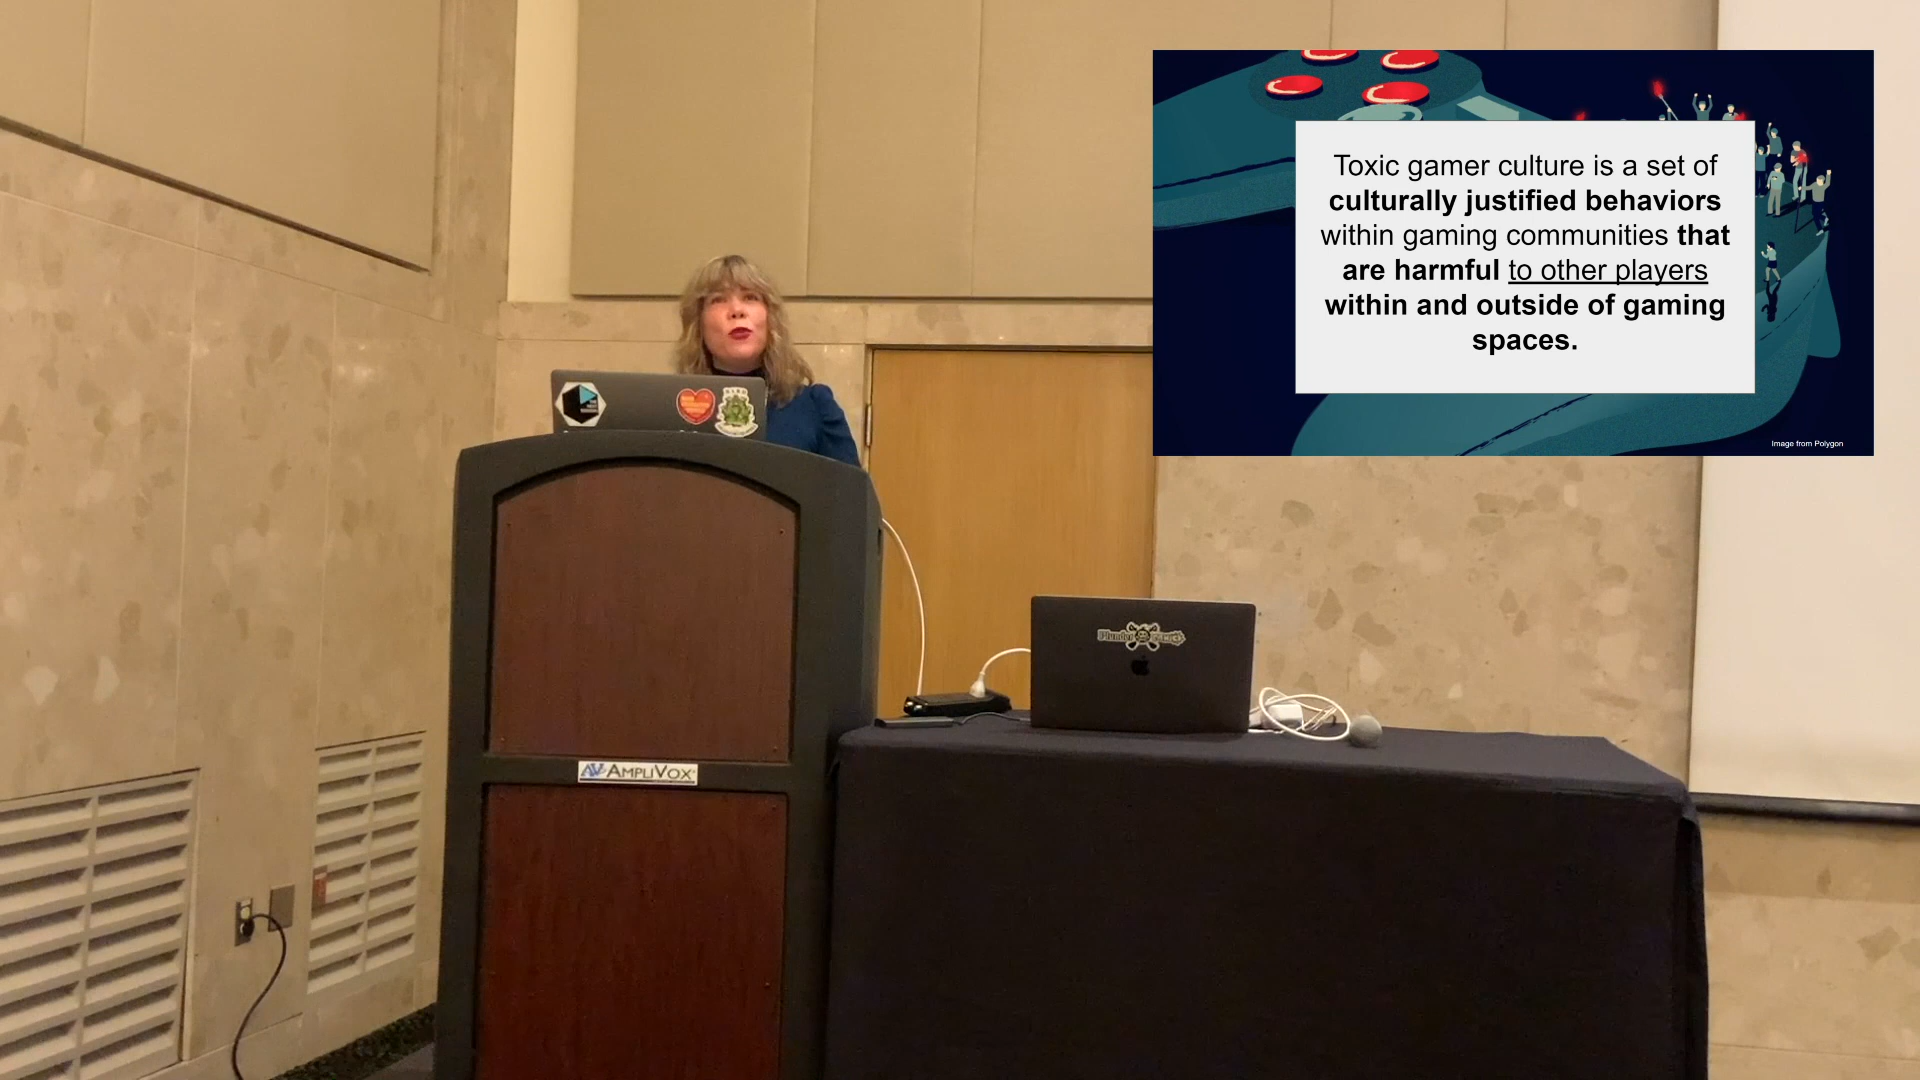 Toxic gamer culture is a set of
culturally justified behaviors
within gaming communities that
are harmful to other players
within and outside of gaming
spaces.
Image from Polygon
AMPLIVOX